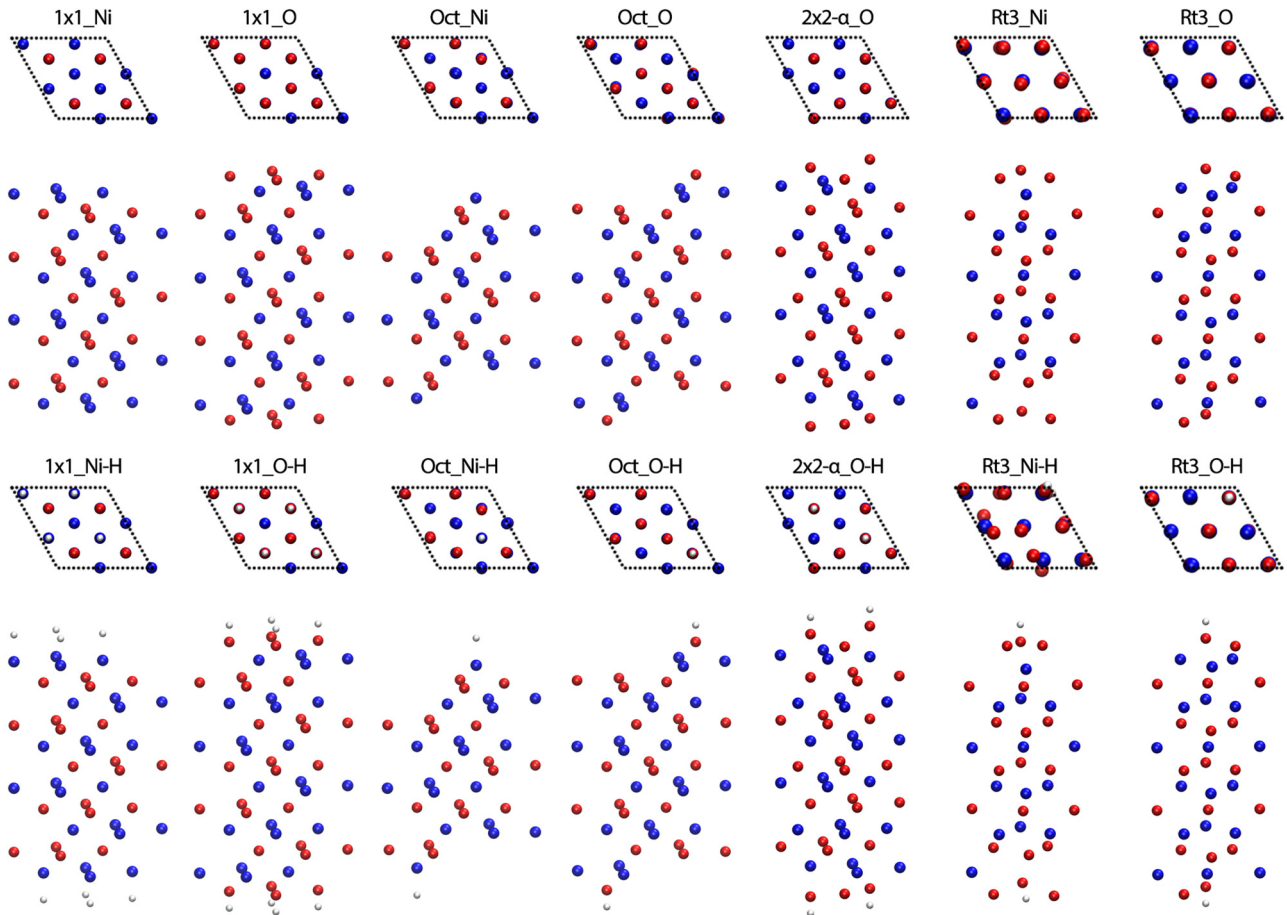 1x1_Ni 1x1_O Oct_Ni Oct_O 2x2-α_O Rt3_Ni Rt3_O
1x1_Ni-H 1x1_O-H Oct_Ni-H Oct_O-H 2x2-α_O-H Rt3_Ni-H Rt3_O-H